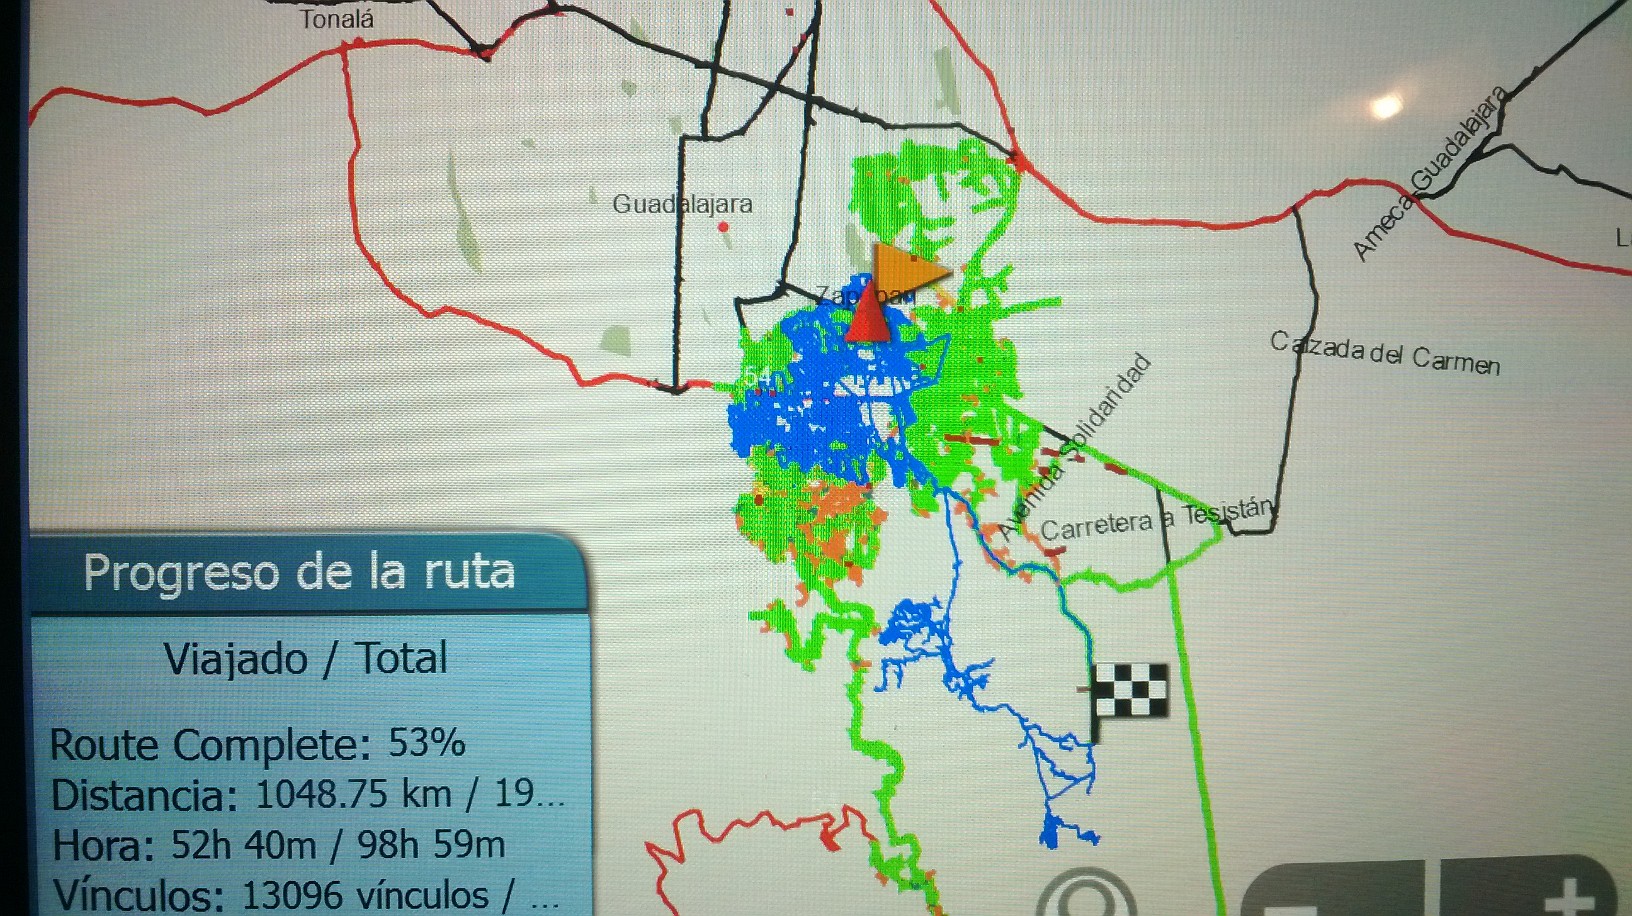 Tonalá
Guadalajara
Ameca-Guadalajara
Zapopan
Calzada del Carmen
54
Avenida Solidaridad
Carretera a Tesistán
Progreso de la ruta
Viajado / Total
Route Complete: 53%
Distancia: 1048.75 km / 19...
Hora: 52h 40m / 98h 59m
Vínculos: 13096 vínculos / ...